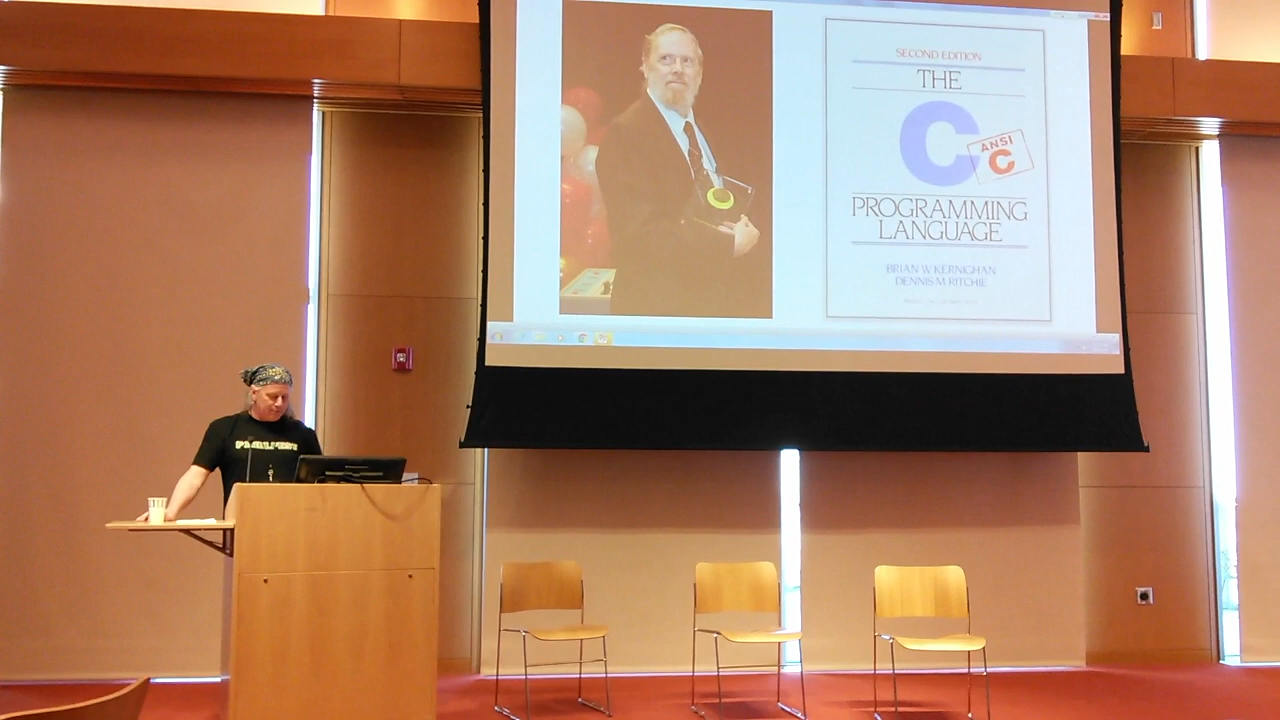 SECOND EDITION
THE
C
ANSI
C
PROGRAMMING
LANGUAGE
BRIAN W. KERNIGHAN
DENNIS M. RITCHIE